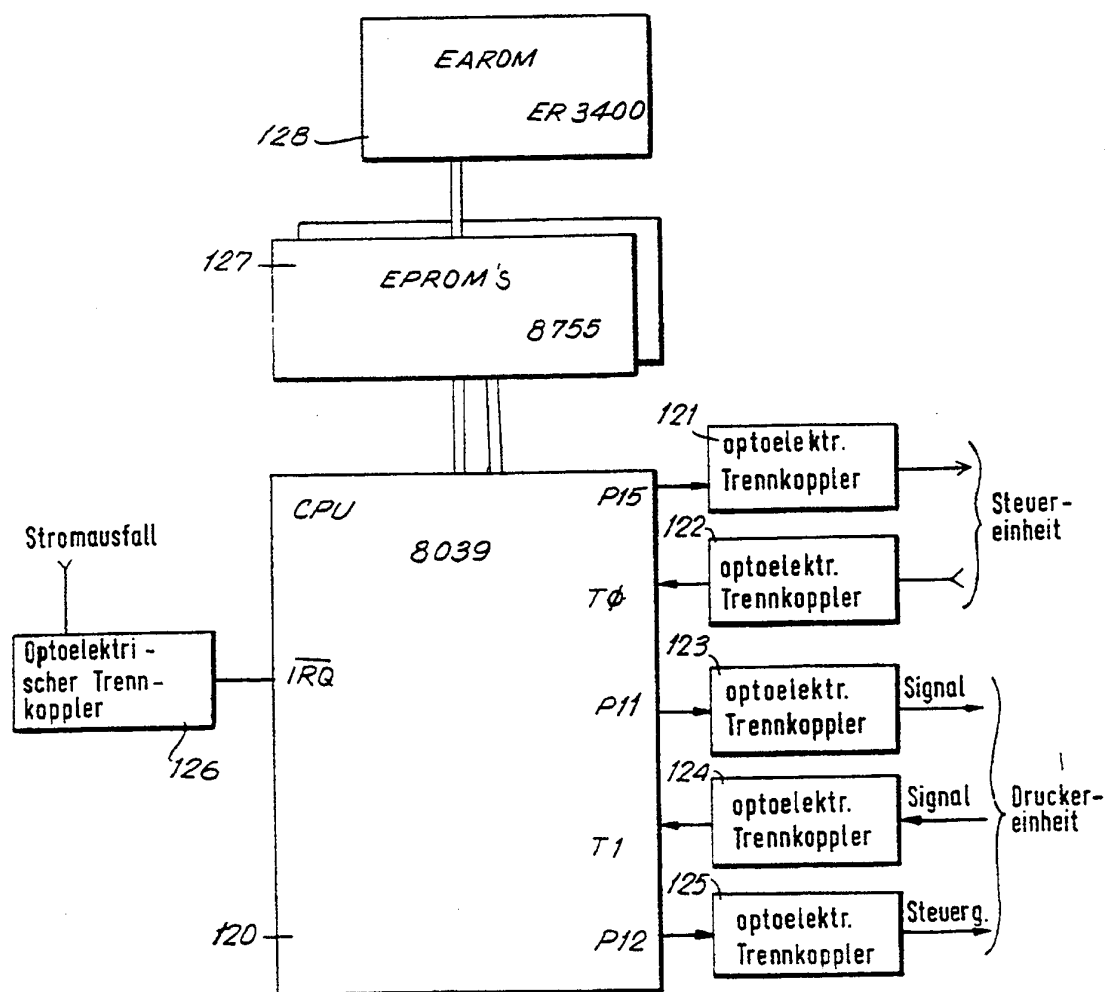 EAROM
ER 3400
128
127
EPROM'S
8755
CPU
8039
P15
TØ
IRQ
P11
T1
P12
120
Stromausfall
Optoelektri-
scher Trenn-
koppler
126
121
optoelektr.
Trennkoppler
122
optoelektr.
Trennkoppler
Steuer-
einheit
123
optoelektr.
Trennkoppler
Signal
124
optoelektr.
Trennkoppler
Signal
Drucker-
einheit
125
optoelektr.
Trennkoppler
Steuerg.